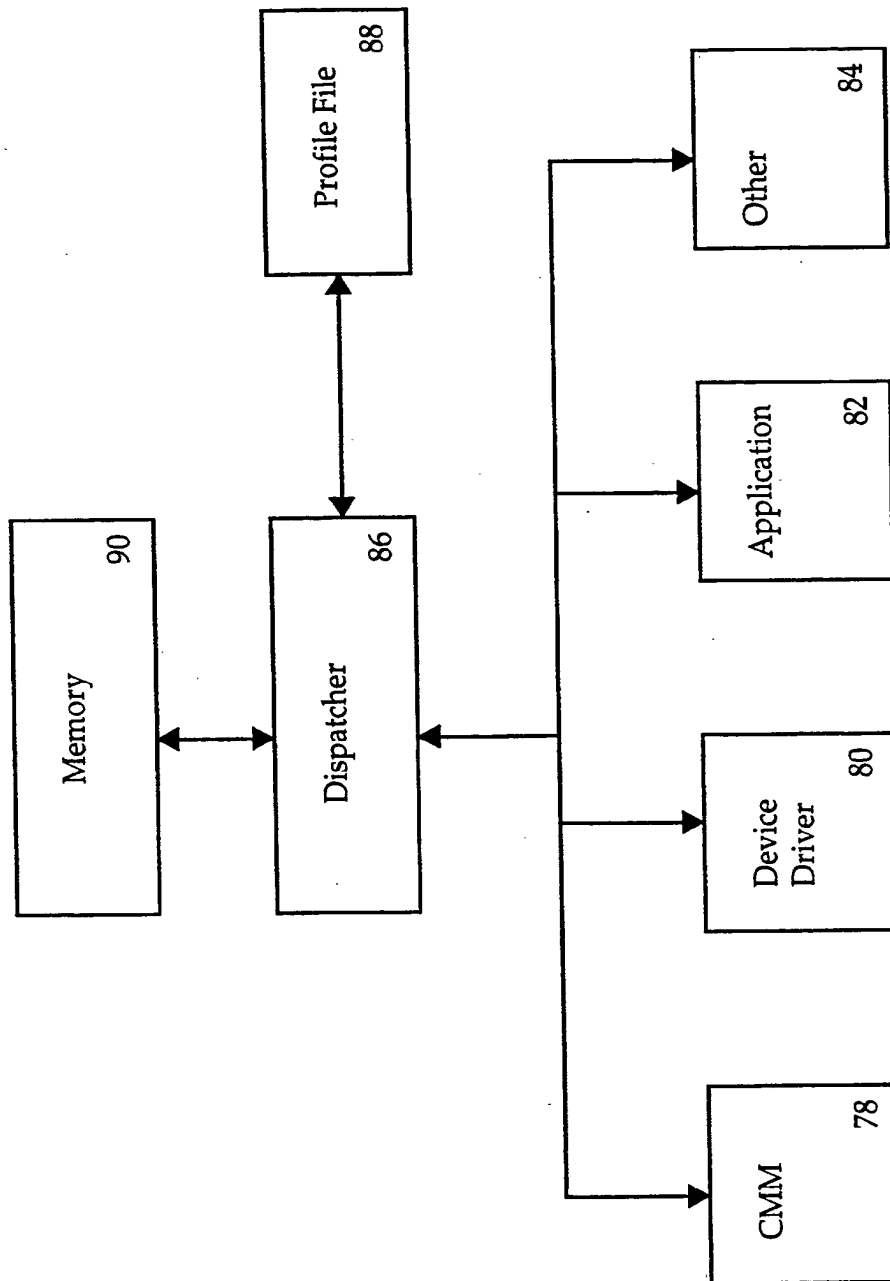 Memory
90
Dispatcher
86
Profile File
88
CMM
78
Device
Driver
80
Application
82
Other
84